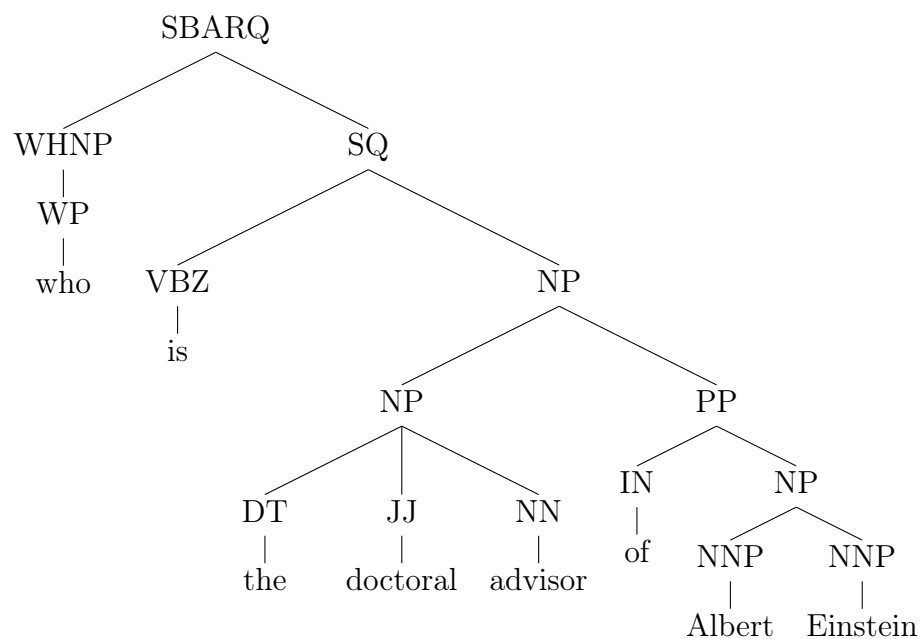 SBARQ
WHNP SQ
WP
who VBZ NP
is
NP PP
IN NP
DT JJ NN
of NNP NNP
the doctoral advisor
Albert Einstein